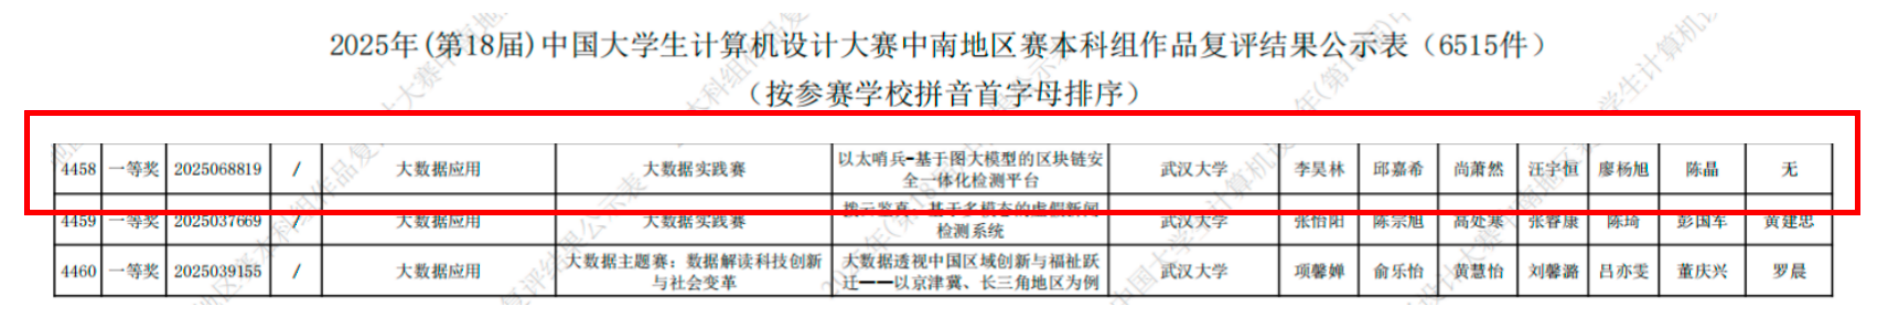 2025年(第18届)中国大学生计算机设计大赛中南地区赛本科组作品复评结果公示表（6515件）
（按参赛学校拼音首字母排序）
4458 一等奖 2025068819 / 大数据应用 大数据实践赛 以太哨兵-基于图大模型的区块链安全一体化检测平台 武汉大学 李昊林 邱嘉希 尚萧然 汪宇恒 廖杨旭 陈晶 无
4459 一等奖 2025037669 / 大数据应用 大数据实践赛 拨云鉴真：基于多模态的虚假新闻检测系统 武汉大学 张怡阳 陈宗旭 高处寒 张睿康 陈琦 彭国军 黄建忠
4460 一等奖 2025039155 / 大数据应用 大数据主题赛：数据解读科技创新与社会变革 大数据透视中国区域创新与福祉跃迁——以京津冀、长三角地区为例 武汉大学 项馨婵 俞乐怡 黄慧怡 刘馨潞 吕亦雯 董庆兴 罗晨